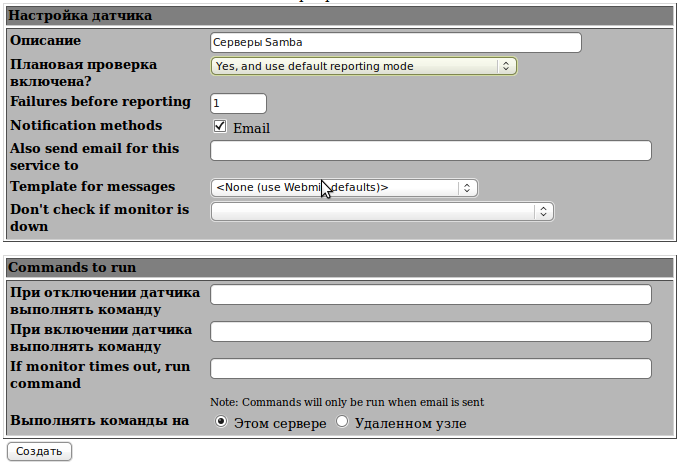 Настройка датчика
Описание
Серверы Samba
Плановая проверка
включена?
Yes, and use default reporting mode
Failures before reporting
1
Notification methods
Email
Also send email for this
service to
Template for messages
<None (use Webmin defaults)>
Don't check if monitor is
down
Commands to run
При отключении датчика
выполнять команду
При включении датчика
выполнять команду
If monitor times out, run
command
Note: Commands will only be run when email is sent
Выполнять команды на
Этом сервере
Удаленном узле
Создать